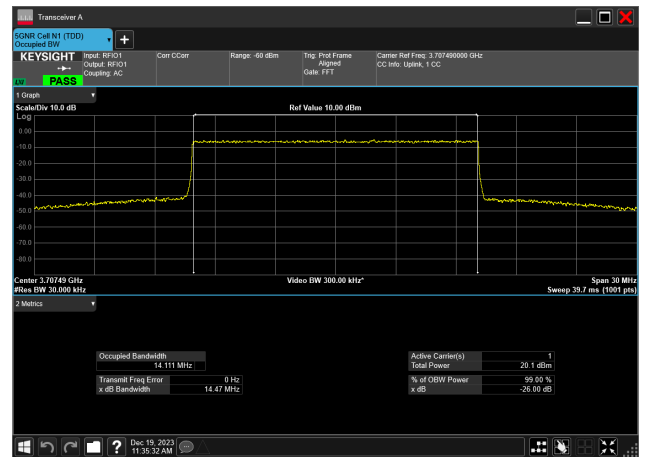 Transceiver A
5GNR Cell N1 (TDD)
Occupied BW
KEYSIGHT
LW
PASS
Input: RFIO1
Output: RFIO1
Coupling: AC
Corr CCorr
Range: -60 dBm
Trig: Prot Frame
Aligned
Gate: FFT
Carrier Ref Freq: 3.707490000 GHz
CC Info: Uplink, 1 CC
1 Graph
Scale/Div 10.0 dB
Ref Value 10.00 dBm
Log
0.00
-10.0
-20.0
-30.0
-40.0
-50.0
-60.0
-70.0
-80.0
Center 3.70749 GHz
#Res BW 30.000 kHz
Video BW 300.00 kHz*
Span 30 MHz
Sweep 39.7 ms (1001 pts)
2 Metrics
Occupied Bandwidth
14.111 MHz
Transmit Freq Error 0 Hz
x dB Bandwidth 14.47 MHz
Active Carrier(s) 1
Total Power 20.1 dBm
% of OBW Power 99.00 %
x dB -26.00 dB
Dec 19, 2023
11:35:32 AM